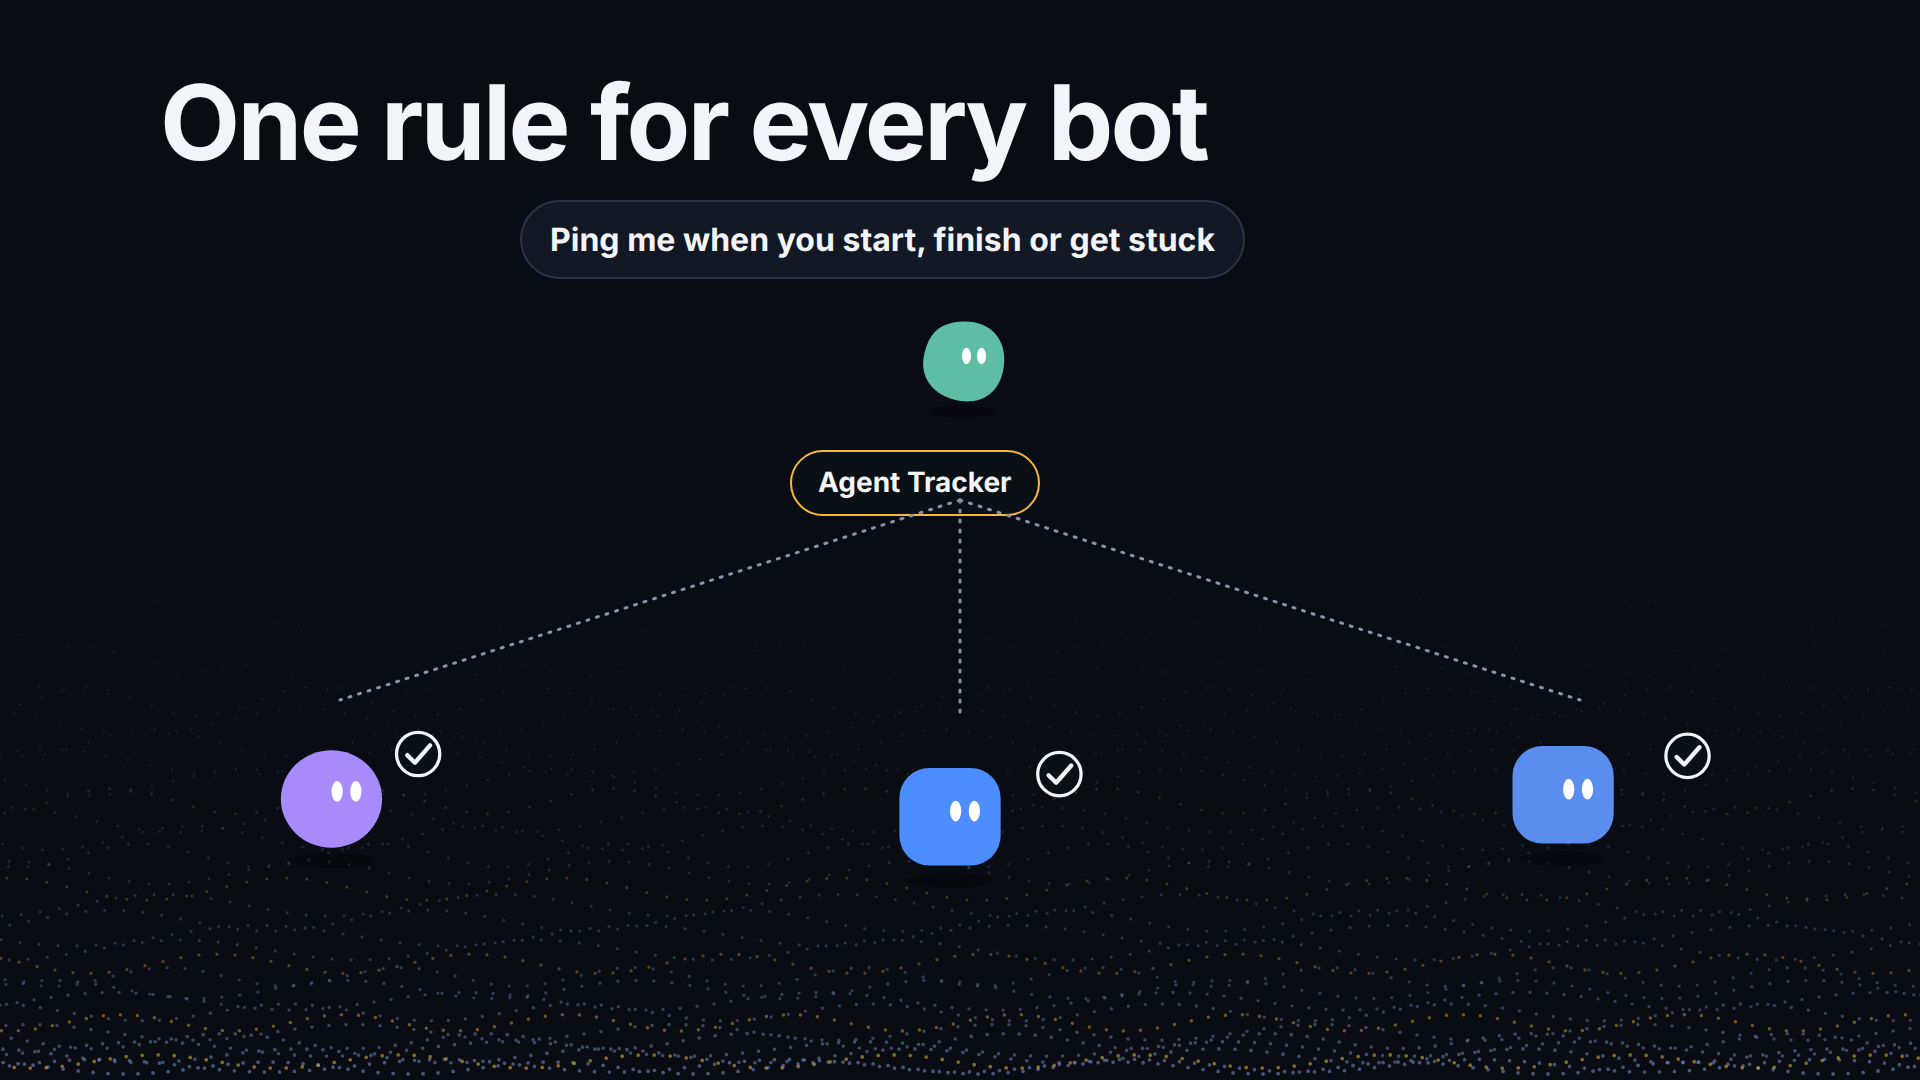 One rule for every bot
Ping me when you start, finish or get stuck
Agent Tracker